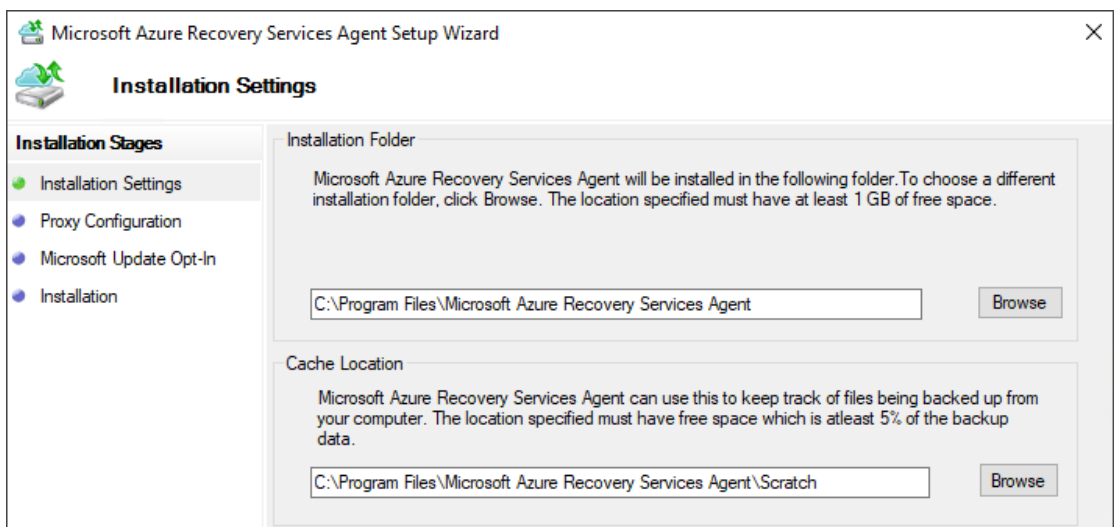 Microsoft Azure Recovery Services Agent Setup Wizard
Installation Settings
Installation Stages
Installation Settings
Proxy Configuration
Microsoft Update Opt-In
Installation
Installation Folder
Microsoft Azure Recovery Services Agent will be installed in the following folder.To choose a different
installation folder, click Browse. The location specified must have at least 1 GB of free space.
C:\Program Files\Microsoft Azure Recovery Services Agent
Browse
Cache Location
Microsoft Azure Recovery Services Agent can use this to keep track of files being backed up from
your computer. The location specified must have free space which is atleast 5% of the backup
data.
C:\Program Files\Microsoft Azure Recovery Services Agent\Scratch
Browse